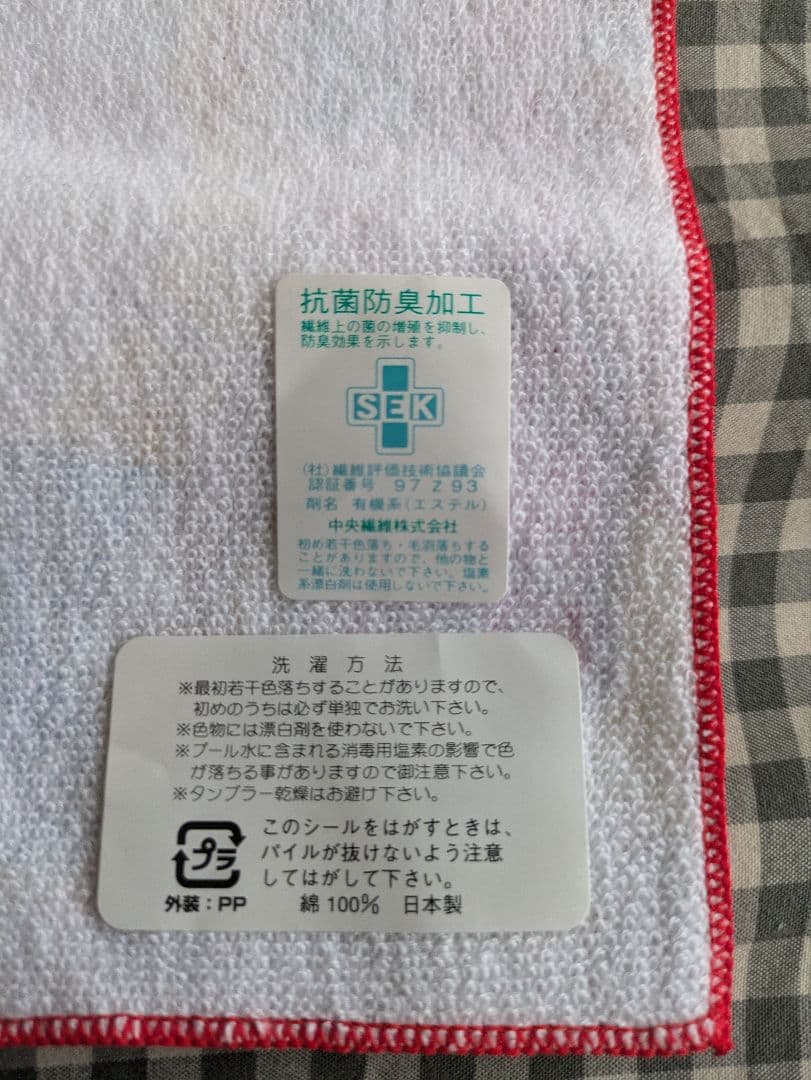 抗菌防臭加工
繊維上の菌の増殖を抑制し、
防臭効果を示します。
SEK
(社)繊維評価技術協議会
認証番号 97 Z 93
剤名 有機系(エステル)
中央繊維株式会社
初め若干色落ち・毛羽落ちする
ことがありますので、他の物と
一緒に洗わないで下さい。塩素
系漂白剤は使用しないで下さい。
洗濯方法
※最初若干色落ちすることがありますので、
初めのうちは必ず単独でお洗い下さい。
※色物には漂白剤を使わないで下さい。
※プール水に含まれる消毒用塩素の影響で色
が落ちる事がありますので御注意下さい。
※タンブラー乾燥はお避け下さい。
プラ
外装：PP
このシールをはがすときは、
パイルが抜けないよう注意
してはがして下さい。
綿100% 日本製